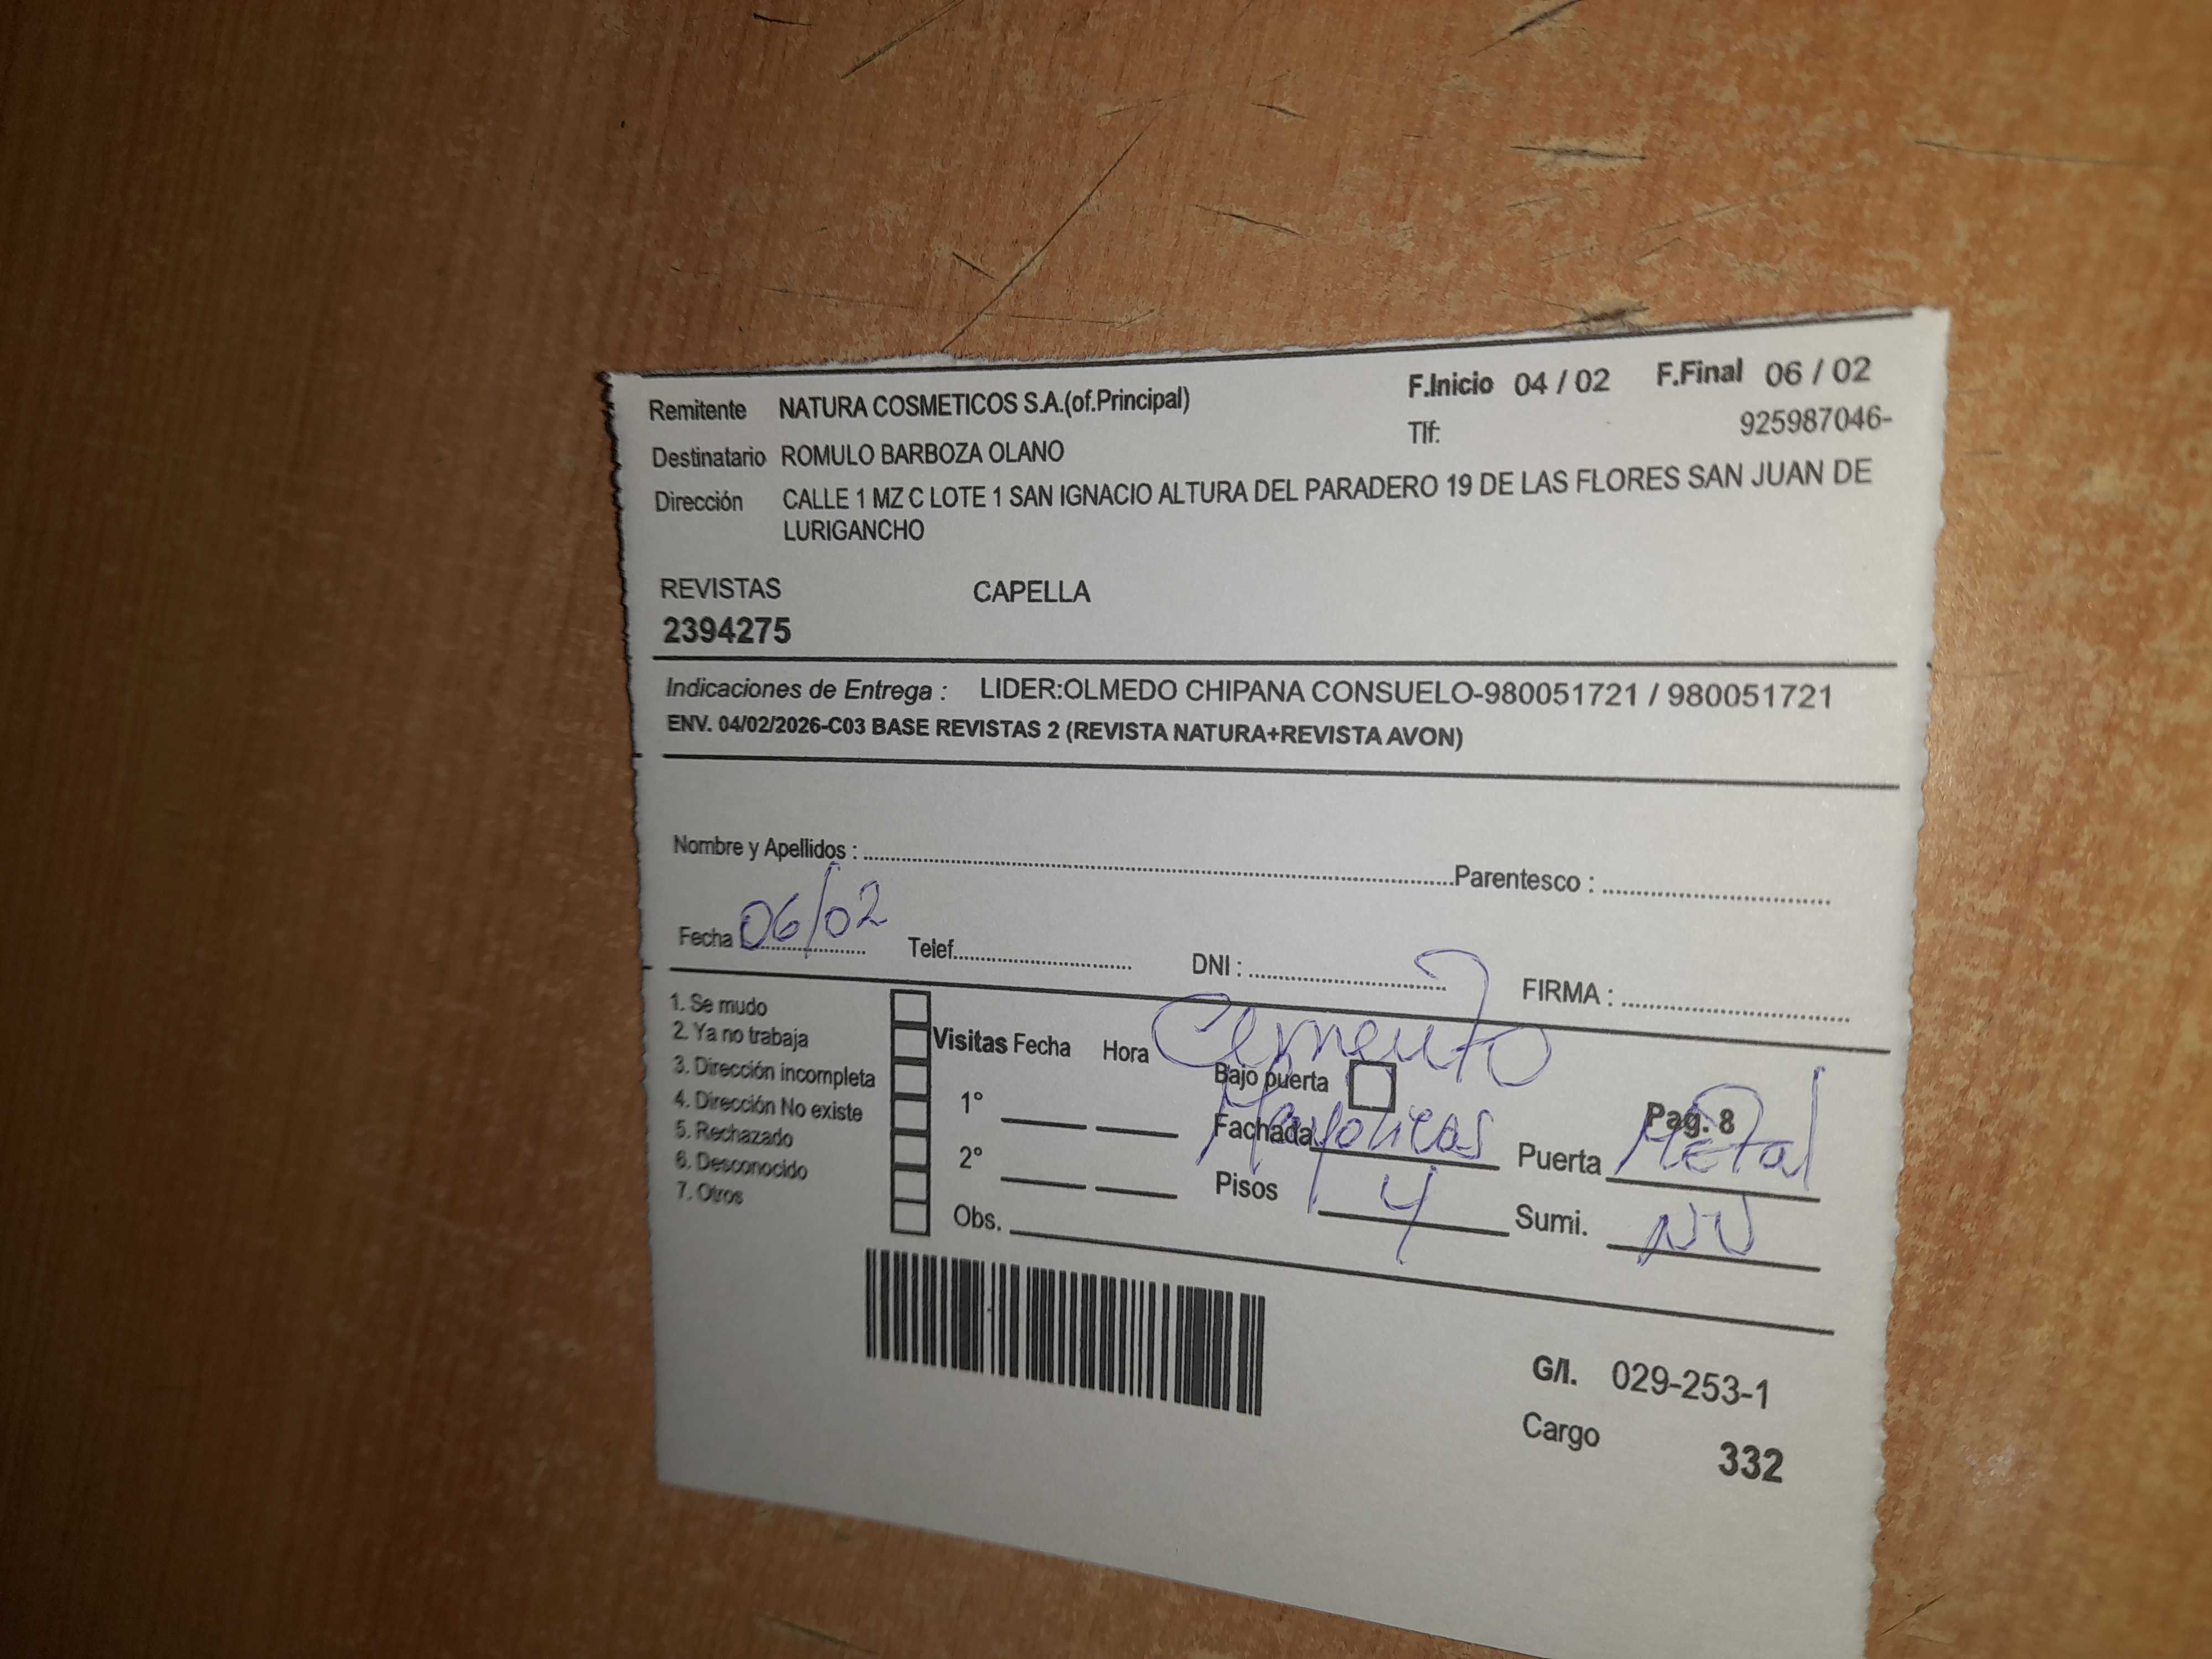 Remitente NATURA COSMETICOS S.A.(of.Principal) F.Inicio 04 / 02 F.Final 06 / 02
Tlf: 925987046-
Destinatario ROMULO BARBOZA OLANO
Dirección CALLE 1 MZ C LOTE 1 SAN IGNACIO ALTURA DEL PARADERO 19 DE LAS FLORES SAN JUAN DE
LURIGANCHO
REVISTAS CAPELLA
2394275
Indicaciones de Entrega : LIDER:OLMEDO CHIPANA CONSUELO-980051721 / 980051721
ENV. 04/02/2026-C03 BASE REVISTAS 2 (REVISTA NATURA+REVISTA AVON)
Nombre y Apellidos : Parentesco :
Fecha 06/02 Telef. DNI : FIRMA :
1. Se mudo
2. Ya no trabaja
3. Dirección incompleta
4. Dirección No existe
5. Rechazado
6. Desconocido
7. Otros
Visitas Fecha Hora
1°
2°
Obs.
Cemento
Bajo puerta
Fachada Mayolicas Puerta Metal
Pag. 8
Pisos 4 Sumi. NV
G/I. 029-253-1
Cargo 332